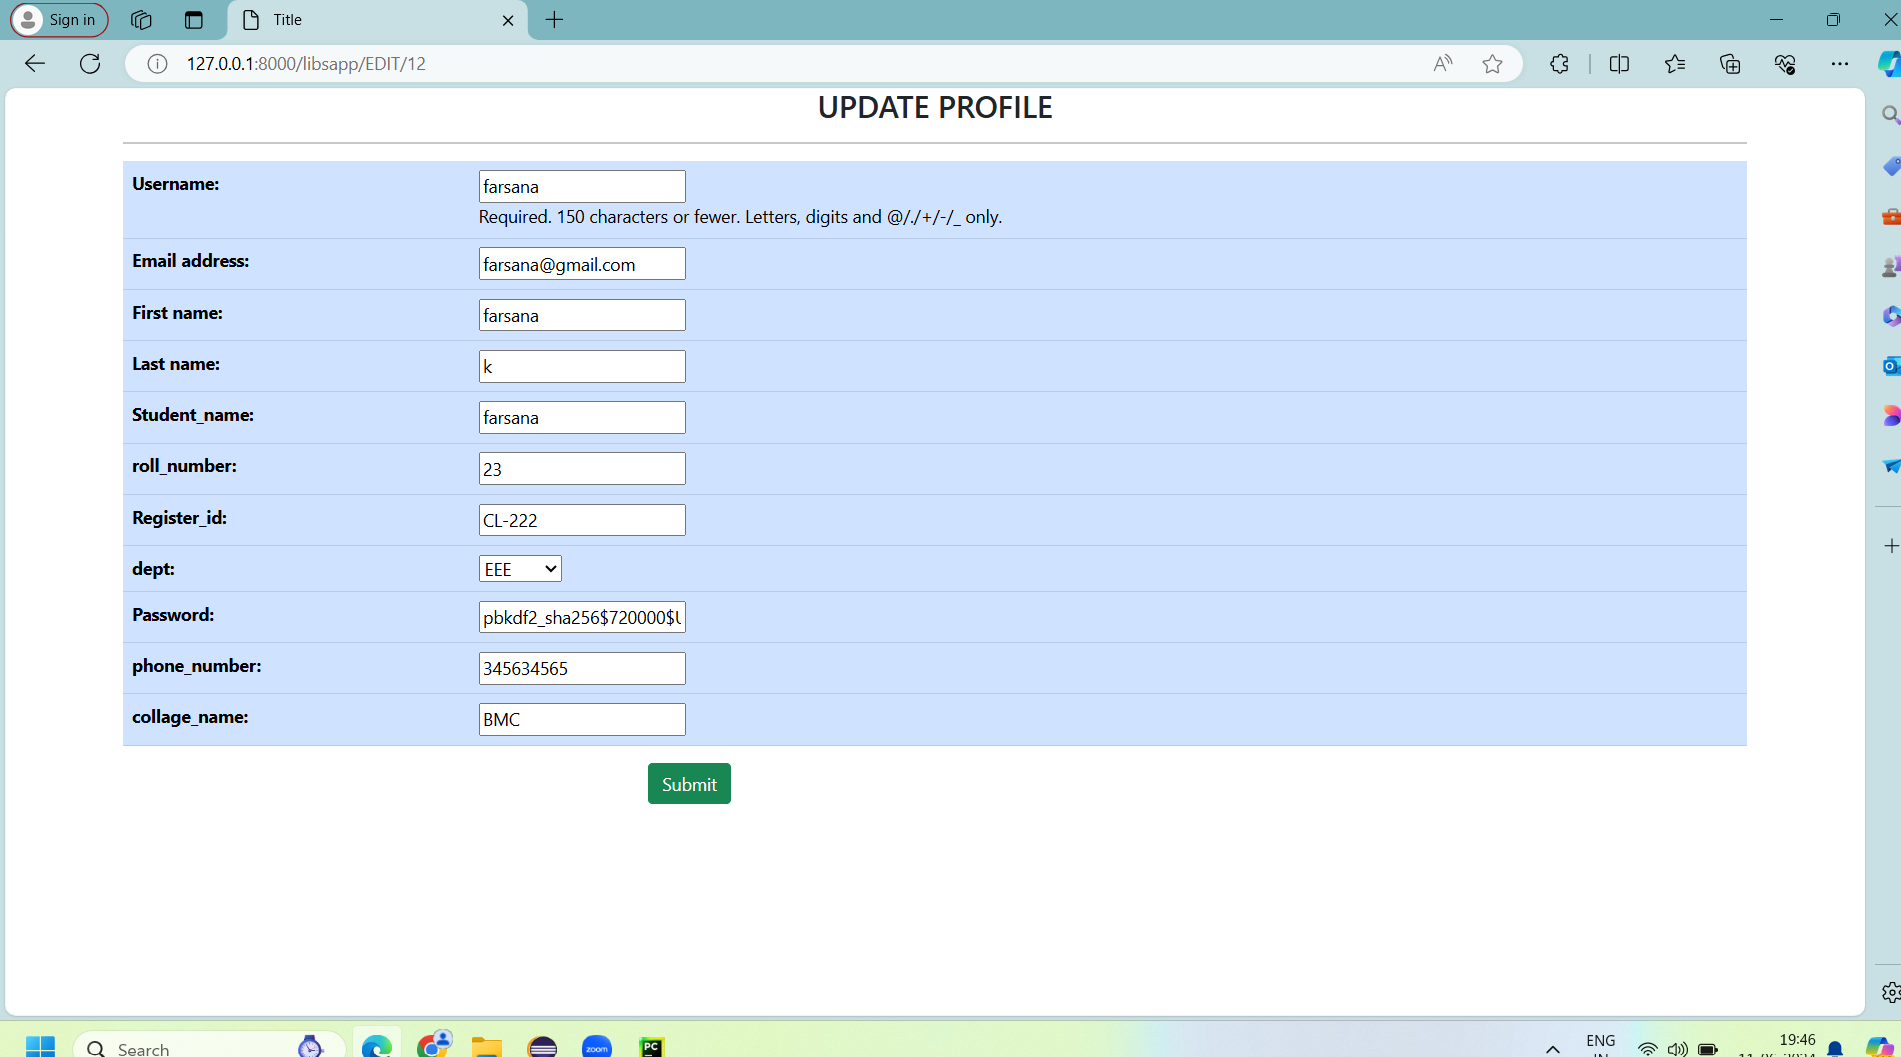 Sign in
Title
127.0.0.1:8000/libsapp/EDIT/12
UPDATE PROFILE
Username:
farsana
Required. 150 characters or fewer. Letters, digits and @/./+/-/_ only.
Email address:
farsana@gmail.com
First name:
farsana
Last name:
k
Student_name:
farsana
roll_number:
23
Register_id:
CL-222
dept:
EEE
Password:
pbkdf2_sha256$720000$
phone_number:
345634565
collage_name:
BMC
Submit
Search
zoom
PC
ENG
19:46